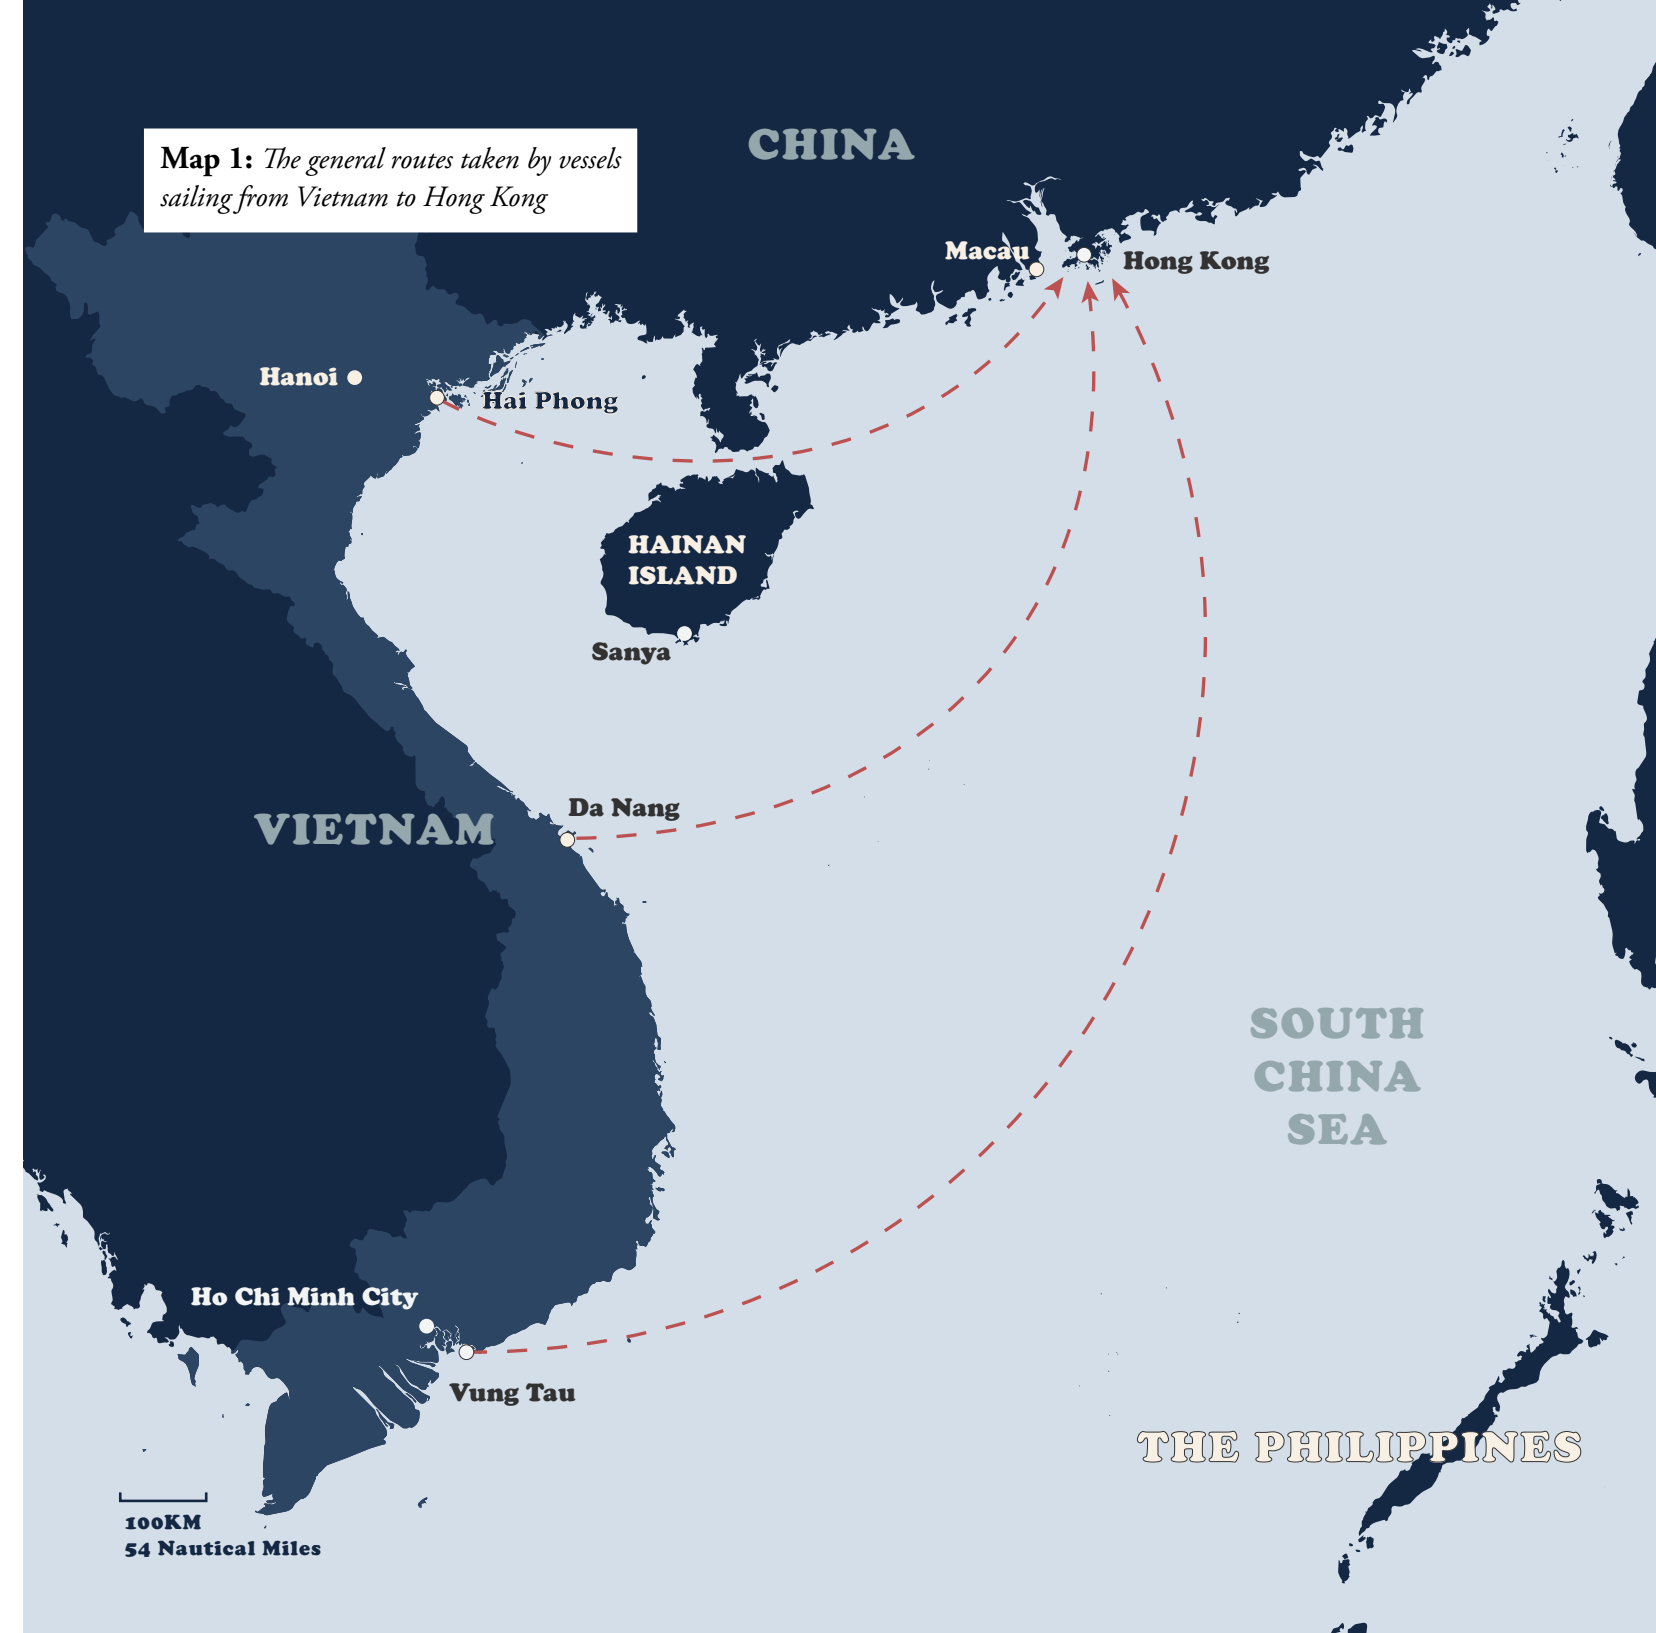 CHINA
Map 1: The general routes taken by vessels
sailing from Vietnam to Hong Kong
Macau
Hong Kong
Hanoi
Hai Phong
HAINAN
ISLAND
Sanya
Da Nang
VIETNAM
SOUTH
CHINA
SEA
Ho Chi Minh City
Vung Tau
THE PHILIPPINES
100KM
54 Nautical Miles